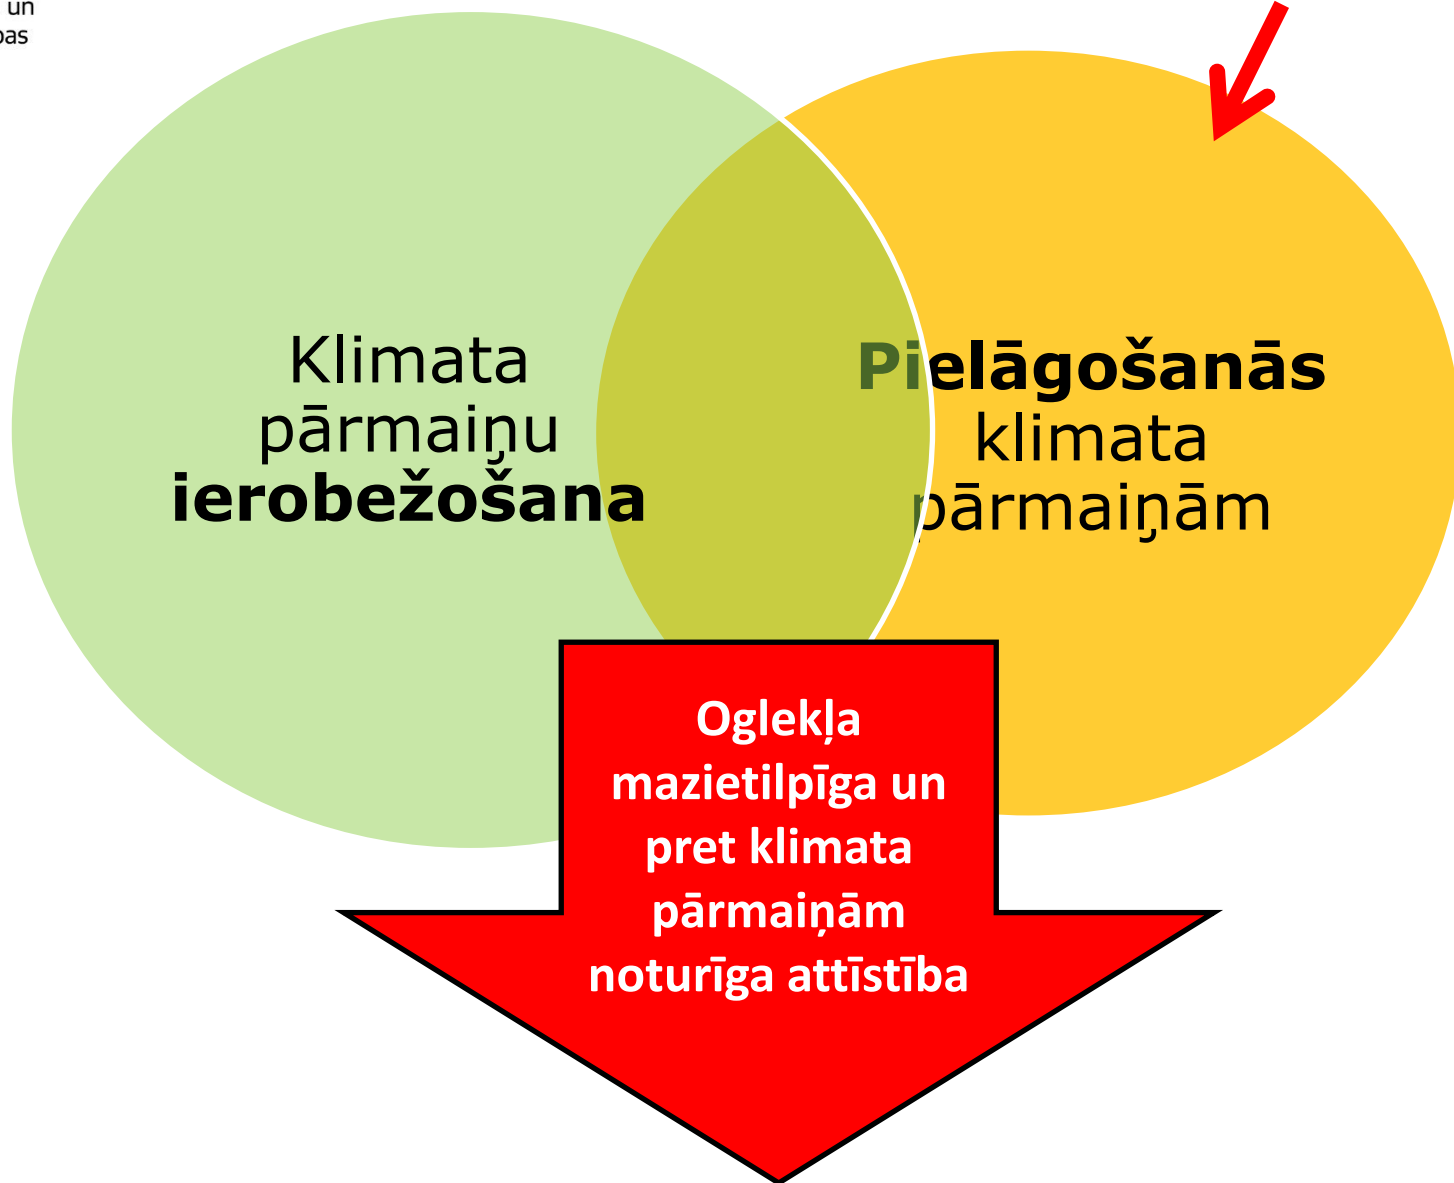 un
Klimata
pārmaiņu
ierobežošana
Pielāgošanās
klimata
pārmaiņām
Oglekļa
mazietilpīga un
pret klimata
pārmaiņām
noturīga attīstība